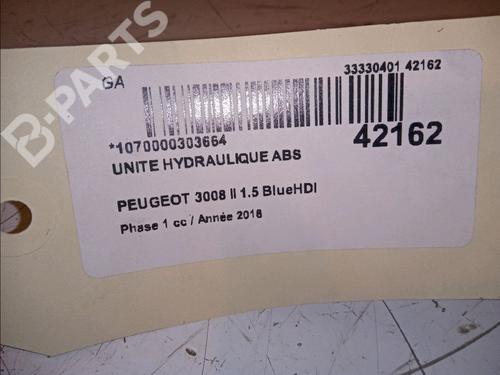 B-PARTS
GA
33330401 42162
*1070000303664
42162
UNITE HYDRAULIQUE ABS
PEUGEOT 3008 II 1.5 BlueHDI
Phase 1 cc / Année 2018